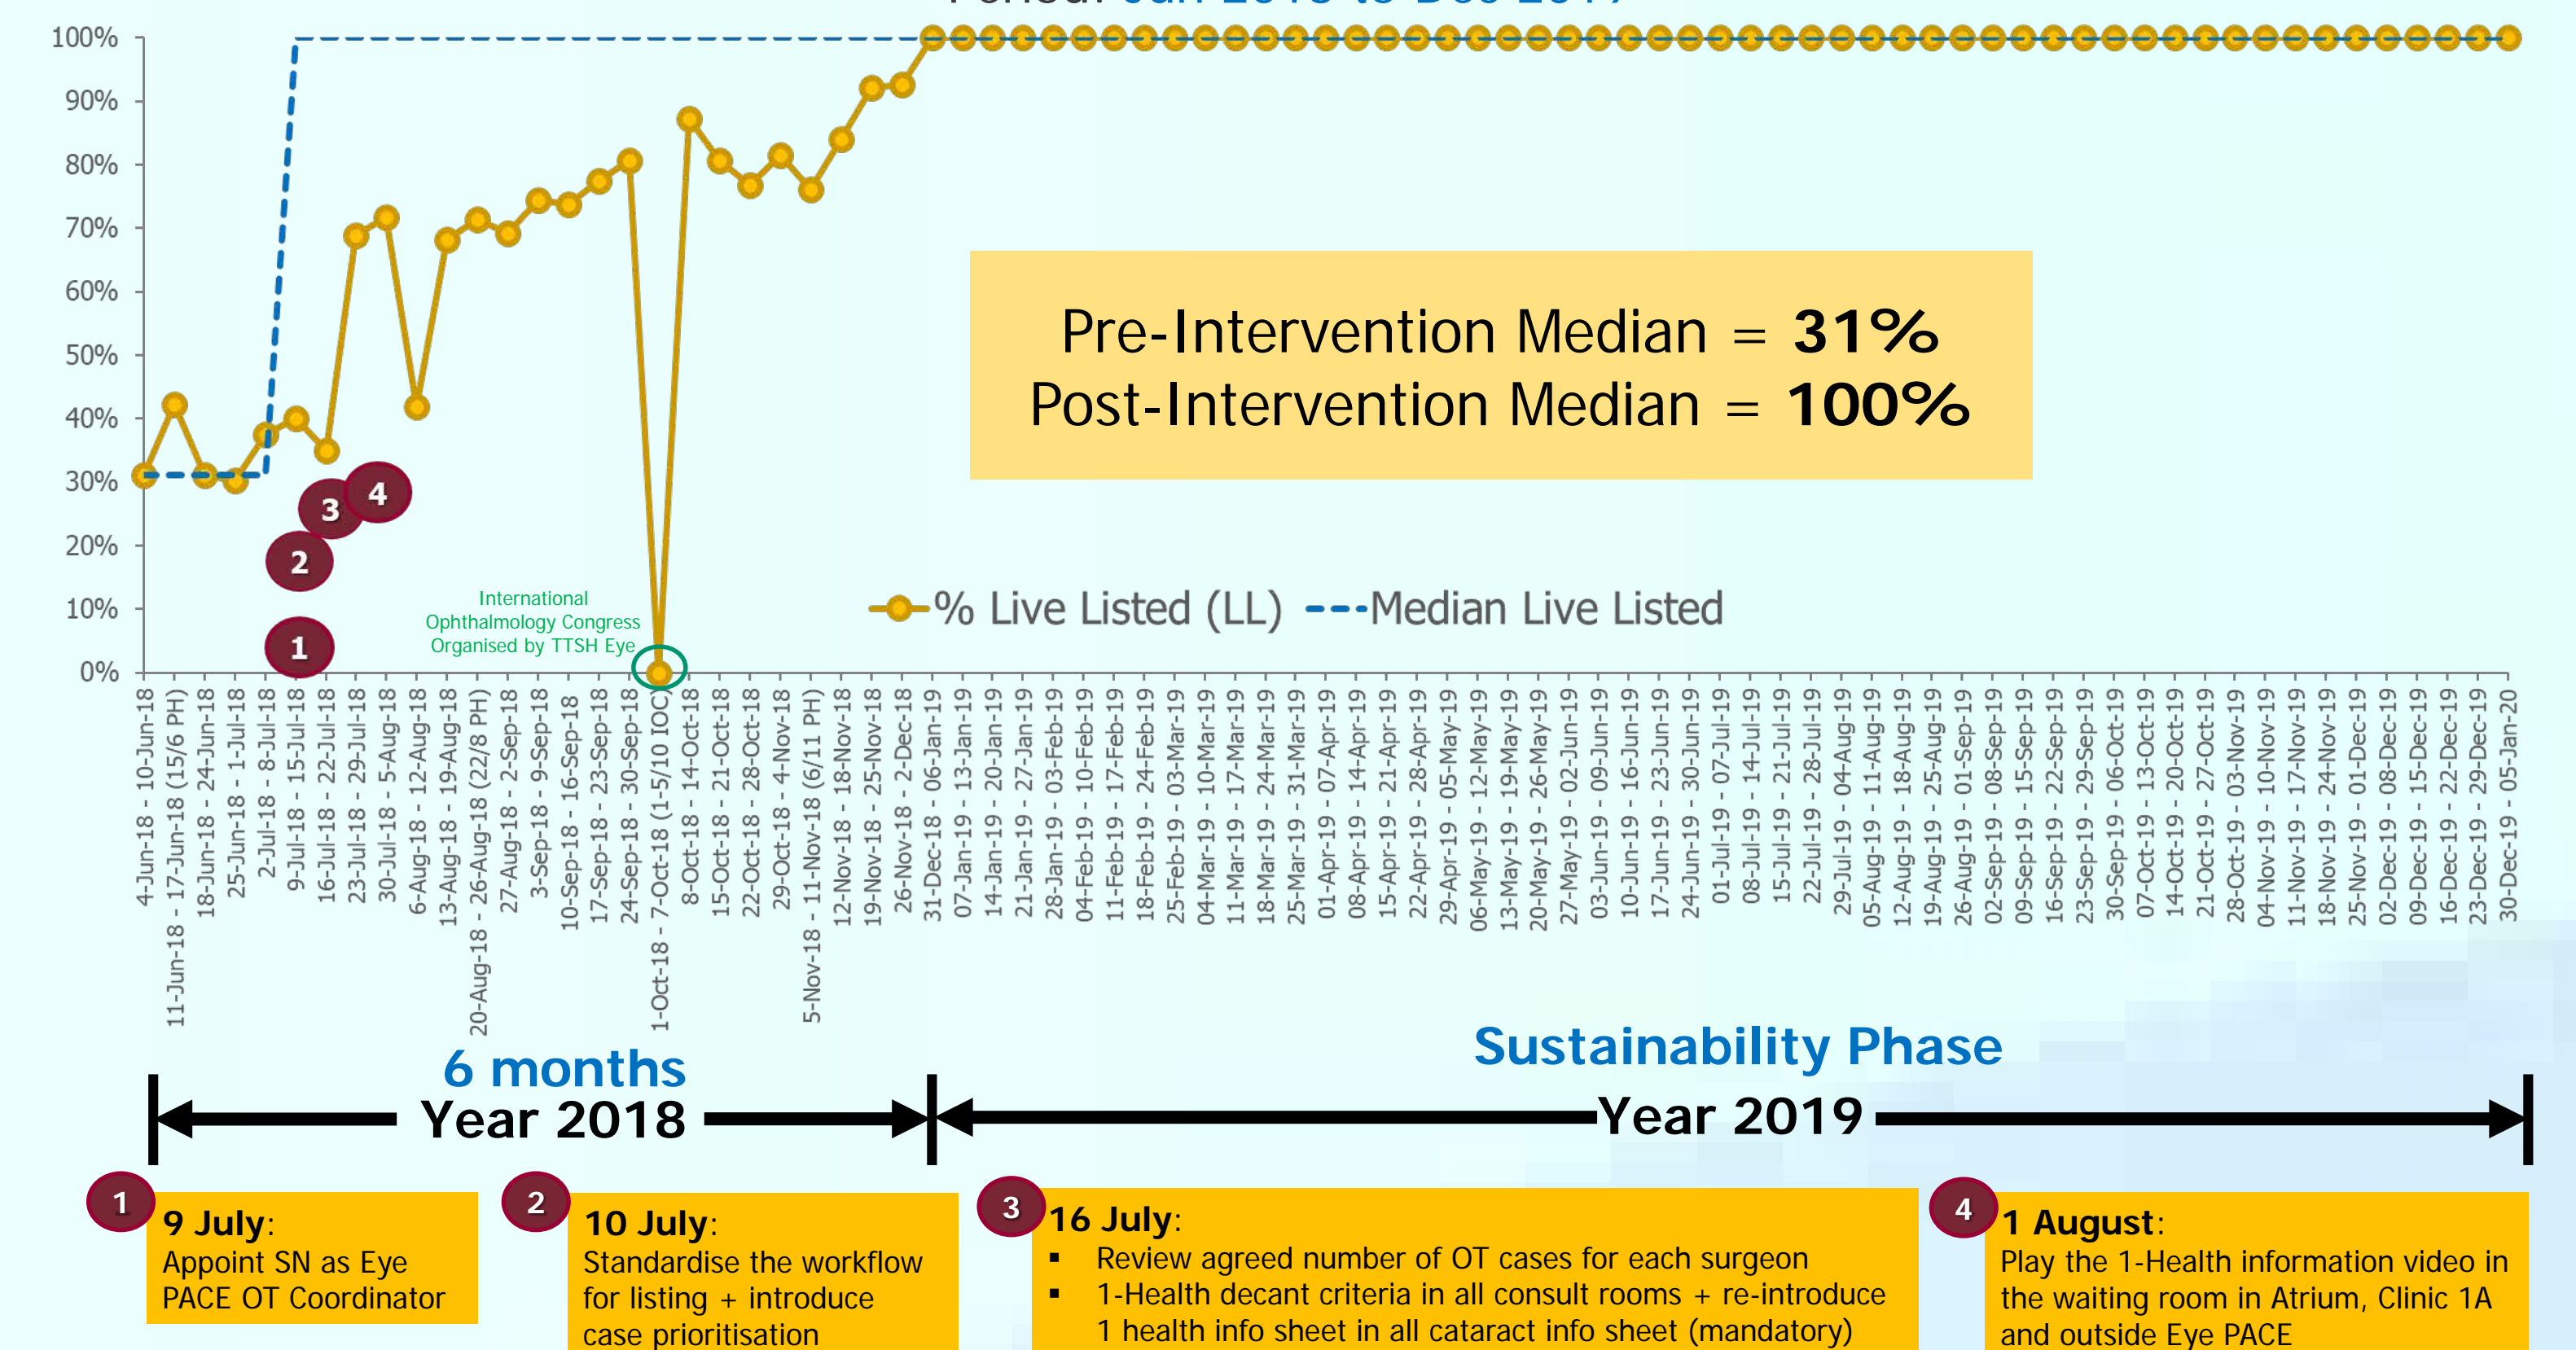 Period: Jun 2018 to Dec 2019
100%
90%
80%
70%
60%
50%
40%
30%
20%
10%
0%
Pre-Intervention Median = 31%
Post-Intervention Median = 100%
3
4
2
1
International
Ophthalmology Congress
Organised by TTSH Eye
% Live Listed (LL)
Median Live Listed
4-Jun-18 - 10-Jun-18
11-Jun-18 - 17-Jun-18 (15/6 PH)
18-Jun-18 - 24-Jun-18
25-Jun-18 - 1-Jul-18
2-Jul-18 - 8-Jul-18
9-Jul-18 - 15-Jul-18
16-Jul-18 - 22-Jul-18
23-Jul-18 - 29-Jul-18
30-Jul-18 - 5-Aug-18
6-Aug-18 - 12-Aug-18
13-Aug-18 - 19-Aug-18
20-Aug-18 - 26-Aug-18 (22/8 PH)
27-Aug-18 - 2-Sep-18
3-Sep-18 - 9-Sep-18
10-Sep-18 - 16-Sep-18
17-Sep-18 - 23-Sep-18
24-Sep-18 - 30-Sep-18
1-Oct-18 - 7-Oct-18 (1-5/10 IOC)
8-Oct-18 - 14-Oct-18
15-Oct-18 - 21-Oct-18
22-Oct-18 - 28-Oct-18
29-Oct-18 - 4-Nov-18
5-Nov-18 - 11-Nov-18 (6/11 PH)
12-Nov-18 - 18-Nov-18
19-Nov-18 - 25-Nov-18
26-Nov-18 - 2-Dec-18
31-Dec-18 - 06-Jan-19
07-Jan-19 - 13-Jan-19
14-Jan-19 - 20-Jan-19
21-Jan-19 - 27-Jan-19
28-Jan-19 - 03-Feb-19
04-Feb-19 - 10-Feb-19
11-Feb-19 - 17-Feb-19
18-Feb-19 - 24-Feb-19
25-Feb-19 - 03-Mar-19
04-Mar-19 - 10-Mar-19
11-Mar-19 - 17-Mar-19
18-Mar-19 - 24-Mar-19
25-Mar-19 - 31-Mar-19
01-Apr-19 - 07-Apr-19
08-Apr-19 - 14-Apr-19
15-Apr-19 - 21-Apr-19
22-Apr-19 - 28-Apr-19
29-Apr-19 - 05-May-19
06-May-19 - 12-May-19
13-May-19 - 19-May-19
20-May-19 - 26-May-19
27-May-19 - 02-Jun-19
03-Jun-19 - 09-Jun-19
10-Jun-19 - 16-Jun-19
17-Jun-19 - 23-Jun-19
24-Jun-19 - 30-Jun-19
01-Jul-19 - 07-Jul-19
08-Jul-19 - 14-Jul-19
15-Jul-19 - 21-Jul-19
22-Jul-19 - 28-Jul-19
29-Jul-19 - 04-Aug-19
05-Aug-19 - 11-Aug-19
12-Aug-19 - 18-Aug-19
19-Aug-19 - 25-Aug-19
26-Aug-19 - 01-Sep-19
02-Sep-19 - 08-Sep-19
09-Sep-19 - 15-Sep-19
16-Sep-19 - 22-Sep-19
23-Sep-19 - 29-Sep-19
30-Sep-19 - 06-Oct-19
07-Oct-19 - 13-Oct-19
14-Oct-19 - 20-Oct-19
21-Oct-19 - 27-Oct-19
28-Oct-19 - 03-Nov-19
04-Nov-19 - 10-Nov-19
11-Nov-19 - 17-Nov-19
18-Nov-19 - 24-Nov-19
25-Nov-19 - 01-Dec-19
02-Dec-19 - 08-Dec-19
09-Dec-19 - 15-Dec-19
16-Dec-19 - 22-Dec-19
23-Dec-19 - 29-Dec-19
30-Dec-19 - 05-Jan-20
6 months
Year 2018
Sustainability Phase
Year 2019
1
9 July:
Appoint SN as Eye
PACE OT Coordinator
2
10 July:
Standardise the workflow
for listing + introduce
case prioritisation
3
16 July:
▪ Review agreed number of OT cases for each surgeon
▪ 1-Health decant criteria in all consult rooms + re-introduce
1 health info sheet in all cataract info sheet (mandatory)
4
1 August:
Play the 1-Health information video in
the waiting room in Atrium, Clinic 1A
and outside Eye PACE